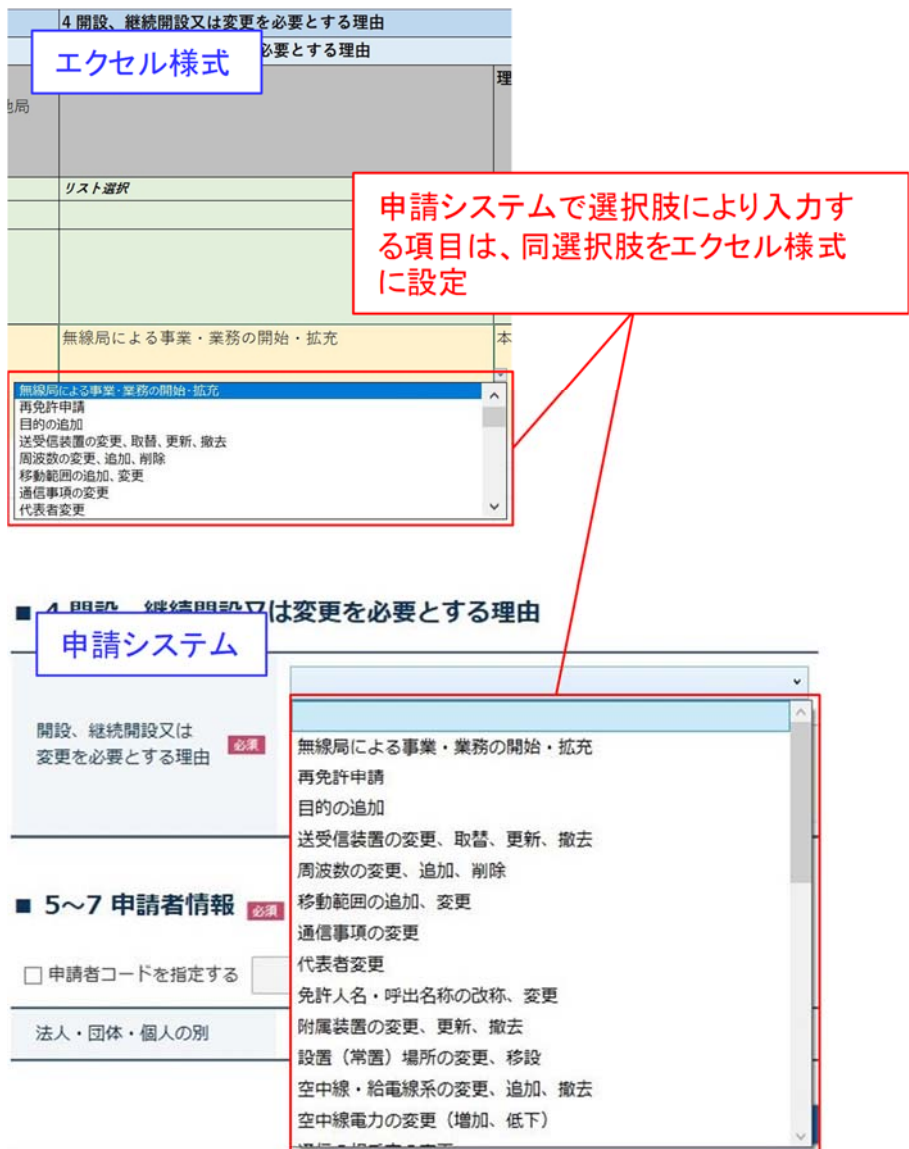 4 開設、継続開設又は変更を必要とする理由
エクセル様式
必要とする理由
理
地局
リスト選択
申請システムで選択肢により入力す
る項目は、同選択肢をエクセル様式
に設定
無線局による事業・業務の開始・拡充
本
無線局による事業・業務の開始・拡充
再免許申請
目的の追加
送受信装置の変更、取替、更新、撤去
周波数の変更、追加、削除
移動範囲の追加、変更
通信事項の変更
代表者変更
■ 4 開設、継続開設又は変更を必要とする理由
申請システム
開設、継続開設又は
変更を必要とする理由 必須
無線局による事業・業務の開始・拡充
再免許申請
目的の追加
送受信装置の変更、取替、更新、撤去
周波数の変更、追加、削除
移動範囲の追加、変更
通信事項の変更
代表者変更
免許人名・呼出名称の改称、変更
附属装置の変更、更新、撤去
設置（常置）場所の変更、移設
空中線・給電線系の変更、追加、撤去
空中線電力の変更（増加、低下）
■ 5～7 申請者情報 必須
□ 申請者コードを指定する
法人・団体・個人の別